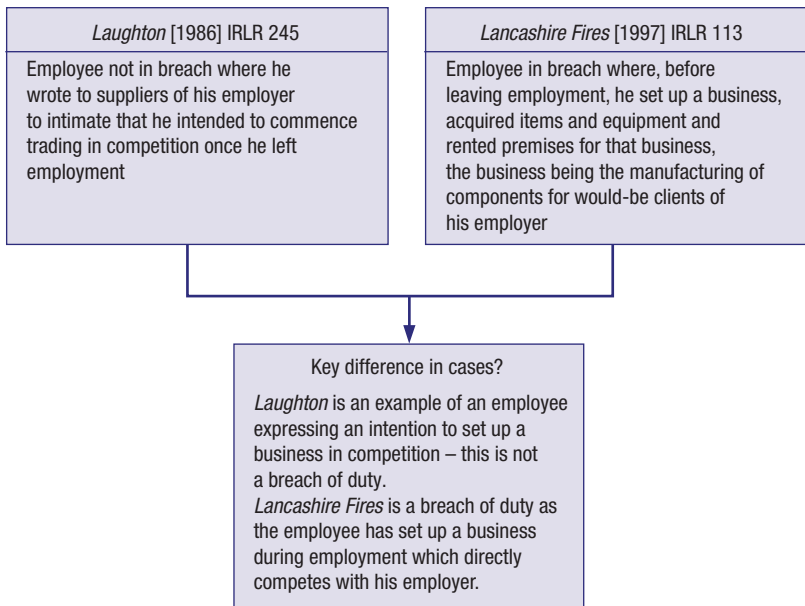 Laughton [1986] IRLR 245
Employee not in breach where he
wrote to suppliers of his employer
to intimate that he intended to commence
trading in competition once he left
employment
Lancashire Fires [1997] IRLR 113
Employee in breach where, before
leaving employment, he set up a business,
acquired items and equipment and
rented premises for that business,
the business being the manufacturing of
components for would-be clients of
his employer
Key difference in cases?
Laughton is an example of an employee
expressing an intention to set up a
business in competition – this is not
a breach of duty.
Lancashire Fires is a breach of duty as
the employee has set up a business
during employment which directly
competes with his employer.